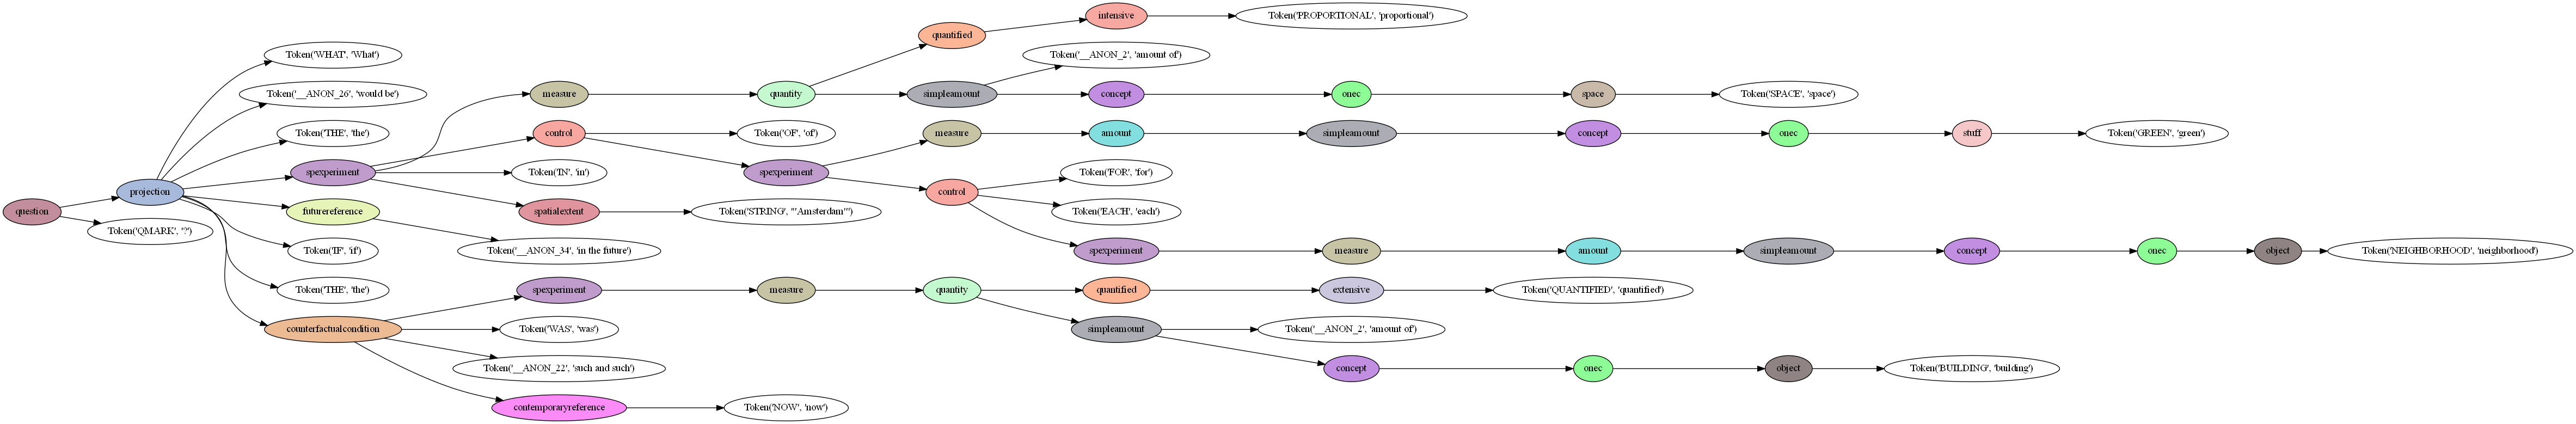 intensive Token('PROPORTIONAL', 'proportional')
quantified
Token('WHAT', 'What') Token('__ANON_2', 'amount of')
Token('__ANON_26', 'would be') measure quantity simpleamount concept onec space Token('SPACE', 'space')
Token('THE', 'the') control Token('OF', 'of') measure amount simpleamount concept onec stuff Token('GREEN', 'green')
spexperiment Token('IN', 'in') spexperiment Token('FOR', 'for')
projection control
question futurereference spatialextent Token('STRING', "'Amsterdam'") Token('EACH', 'each')
Token('QMARK', '?')
Token('IF', 'if') Token('__ANON_34', 'in the future') spexperiment measure amount simpleamount concept onec object Token('NEIGHBORHOOD', 'neighborhood')
Token('THE', 'the') spexperiment measure quantity quantified extensive Token('QUANTIFIED', 'quantified')
counterfactualcondition Token('WAS', 'was') simpleamount Token('__ANON_2', 'amount of')
Token('__ANON_22', 'such and such') concept onec object Token('BUILDING', 'building')
contemporaryreference Token('NOW', 'now')